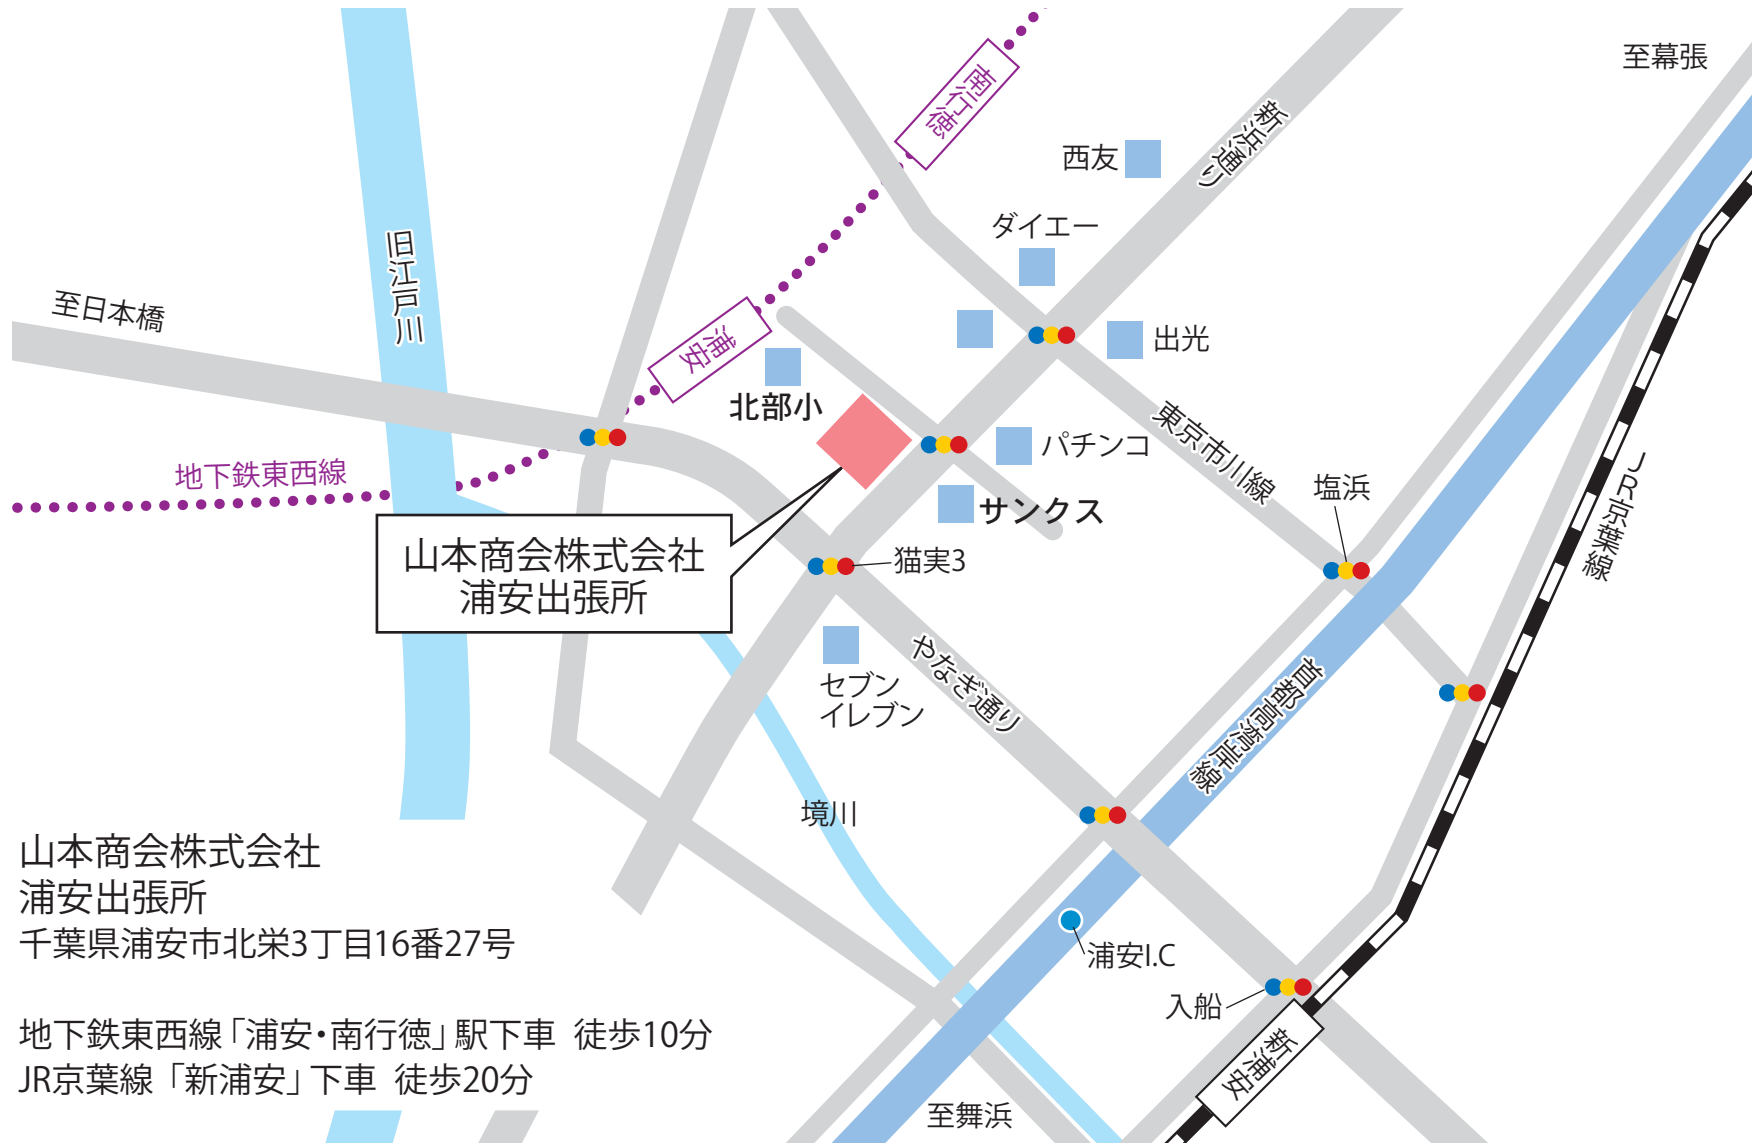 至幕張
南行徳
新浜通り
西友
ダイエー
旧江戸川
至日本橋
浦安
出光
北部小
東京市川線
パチンコ
JR京葉線
地下鉄東西線
塩浜
サンクス
山本商会株式会社
浦安出張所
猫実3
やなぎ通り
首都高湾岸線
セブン
イレブン
境川
山本商会株式会社
浦安出張所
千葉県浦安市北栄3丁目16番27号
浦安I.C
入船
地下鉄東西線「浦安・南行徳」駅下車 徒歩10分
JR京葉線「新浦安」下車 徒歩20分
新浦安
至舞浜